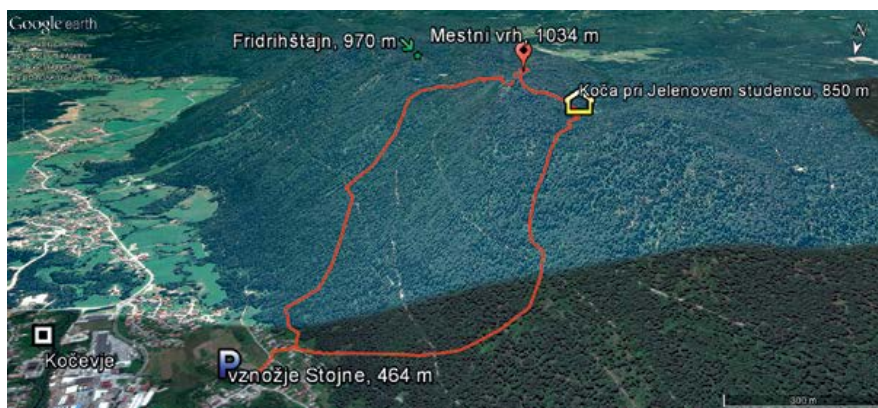 Google earth
N
Mestni vrh, 1034 m
Fridrihštajn, 970 m
Koča pri Jelenovem studencu, 850 m
Kočevje
P
vznožje Stojne, 464 m
300 m